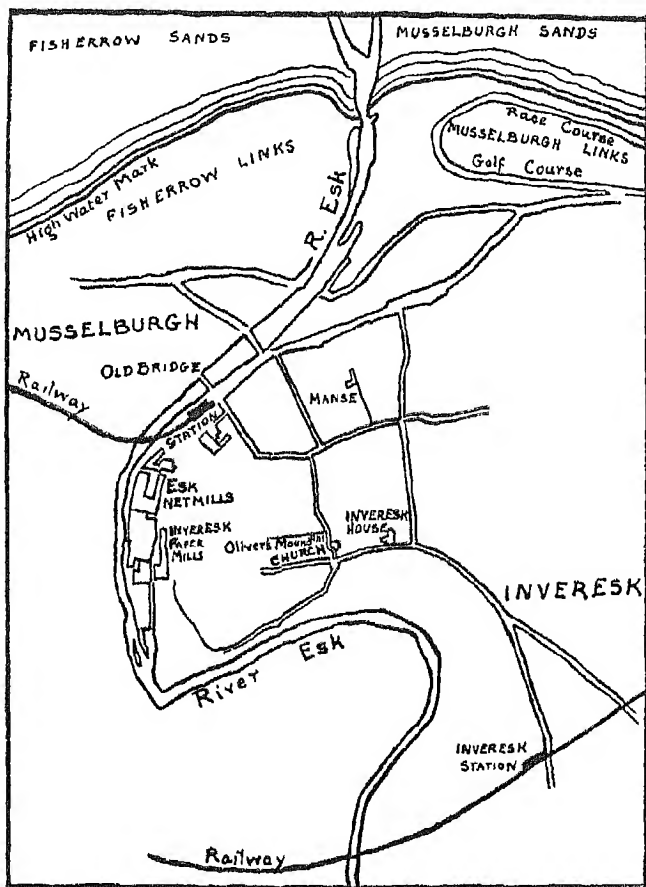 FISHERROW SANDS
MUSSELBURGH SANDS
Race Course
MUSSELBURGH LINKS
Golf Course
High Water Mark
FISHERROW LINKS
R. Esk
MUSSELBURGH
OLD BRIDGE
Railway
MANSE
STATION
ESK
NETMILLS
INVERESK
PAPER
MILLS
Oliver's Mound
CHURCH
INVERESK
HOUSE
INVERESK
River Esk
INVERESK
STATION
Railway